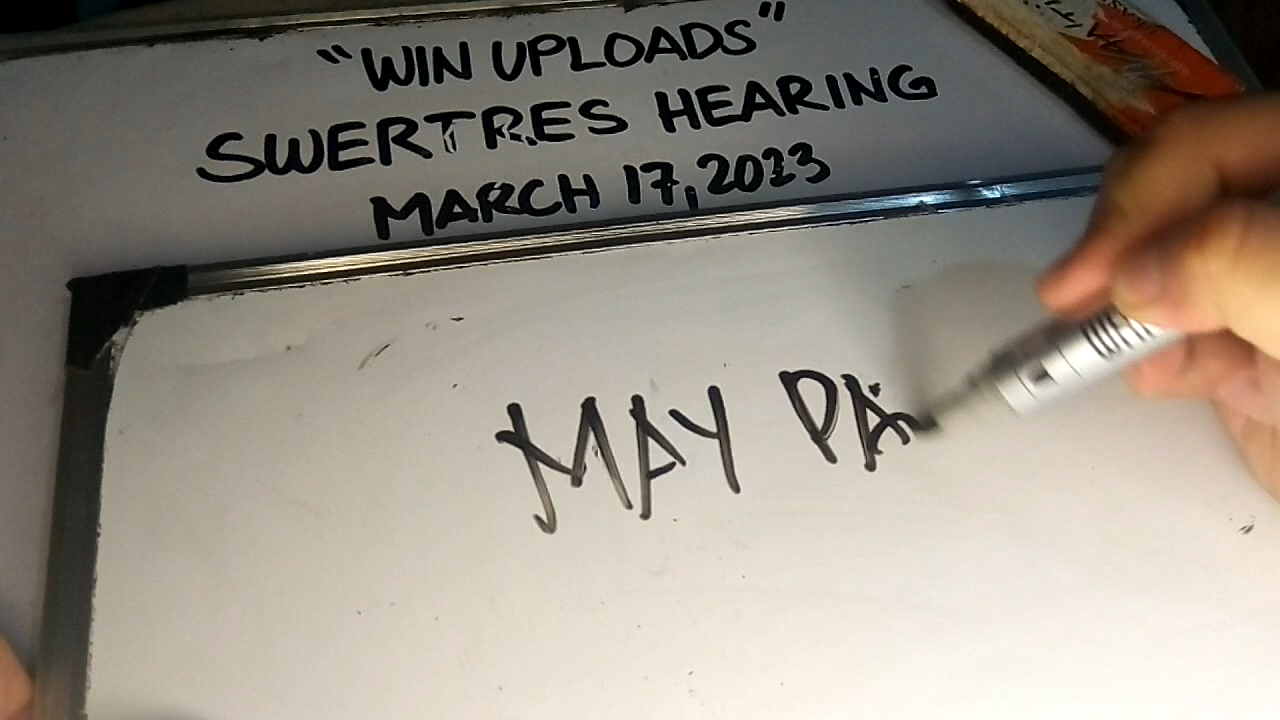 “WIN UPLOADS”
SWERTRES HEARING
MARCH 17,2023
MAY PA